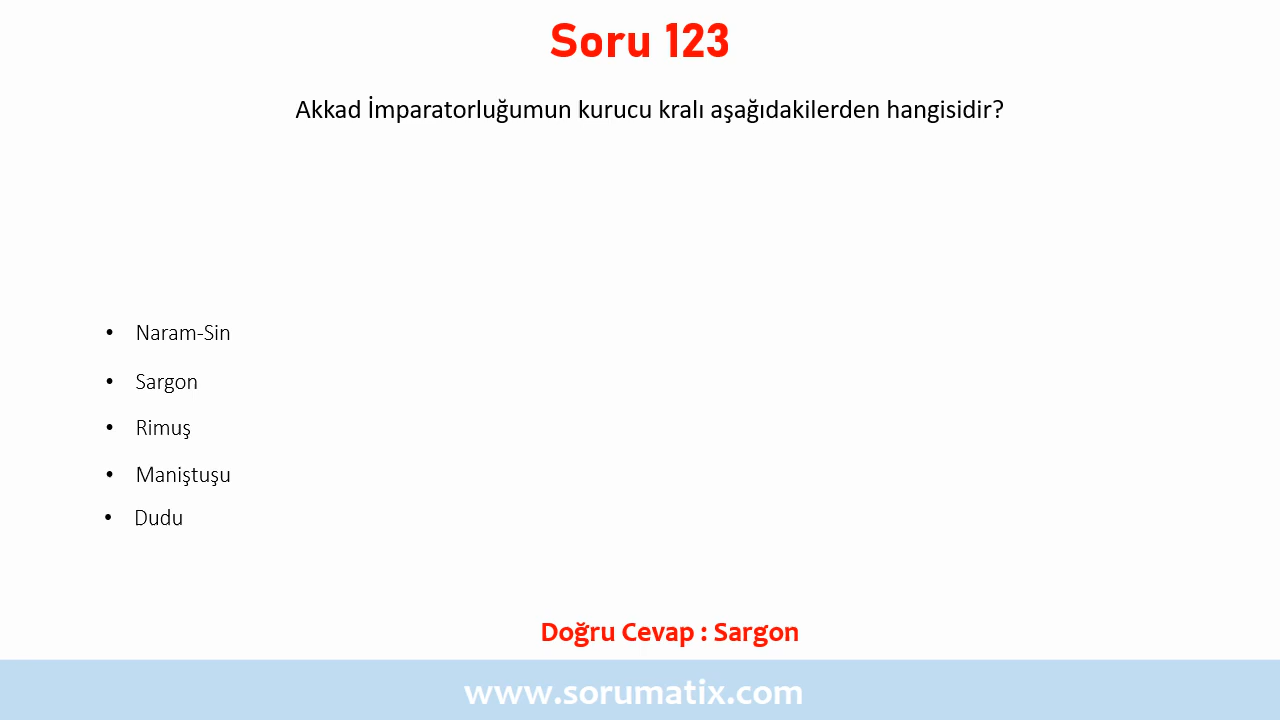 Soru 123
Akkad İmparatorluğumun kurucu kralı aşağıdakilerden hangisidir?
• Naram-Sin
• Sargon
• Rimuş
• Maniştuşu
• Dudu
Doğru Cevap : Sargon
www.sorumatix.com